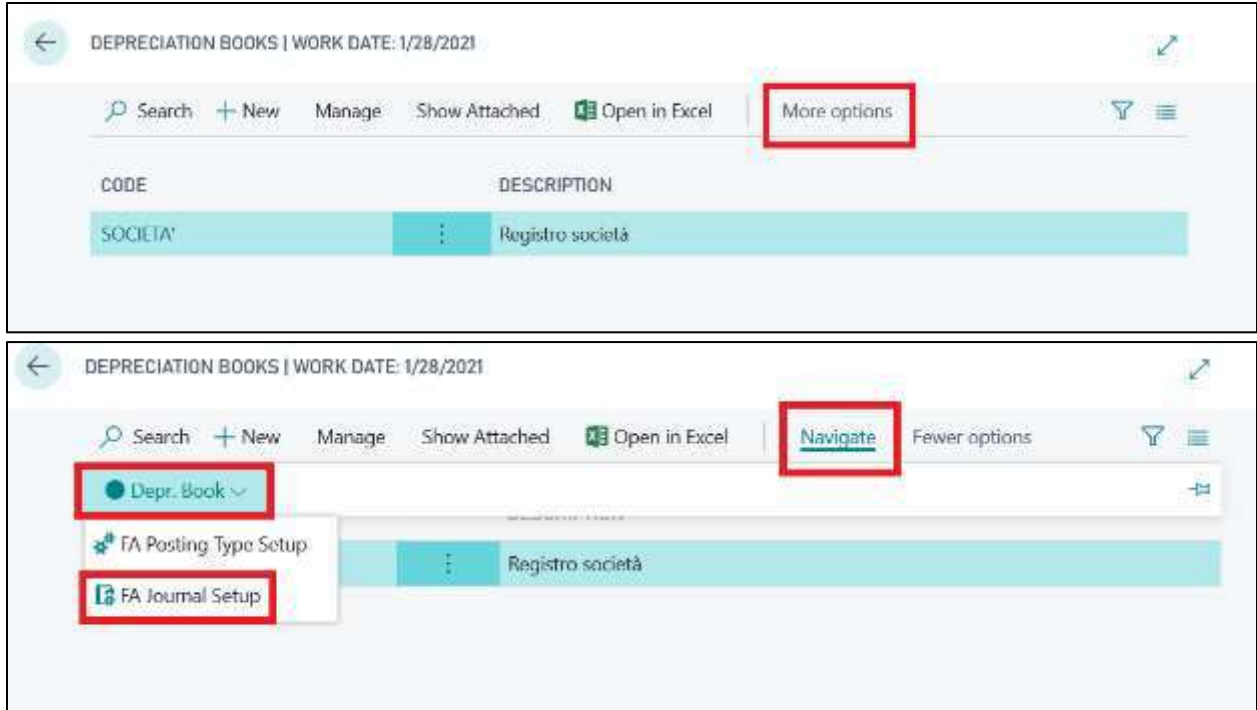 DEPRECIATION BOOKS | WORK DATE: 1/28/2021
Search + New Manage Show Attached Open in Excel More options
CODE DESCRIPTION
SOCIETA' Registro società
DEPRECIATION BOOKS | WORK DATE: 1/28/2021
Search + New Manage Show Attached Open in Excel Navigate Fewer options
Depr. Book
FA Posting Type Setup
Registro società
FA Journal Setup